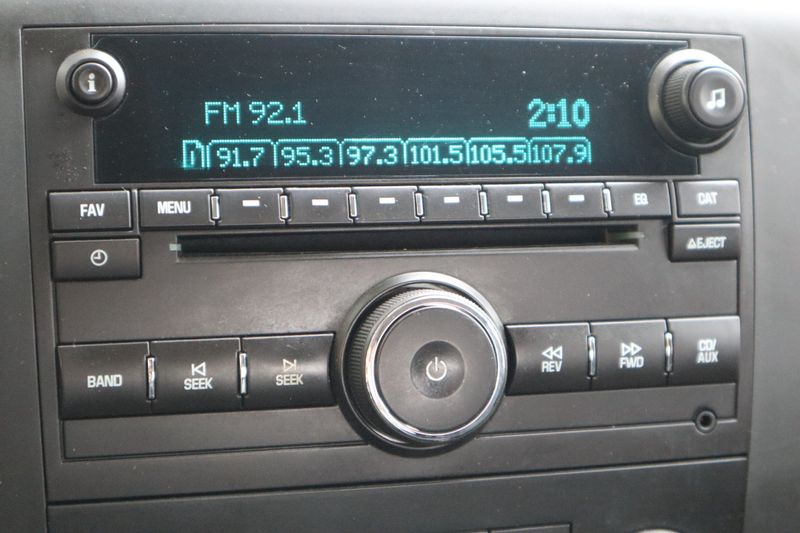 i
FM 92.1 2:10
91.7 95.3 97.3 101.5 105.5 107.9
FAV MENU EQ CAT
EJECT
BAND SEEK SEEK REV FWD CD/
AUX